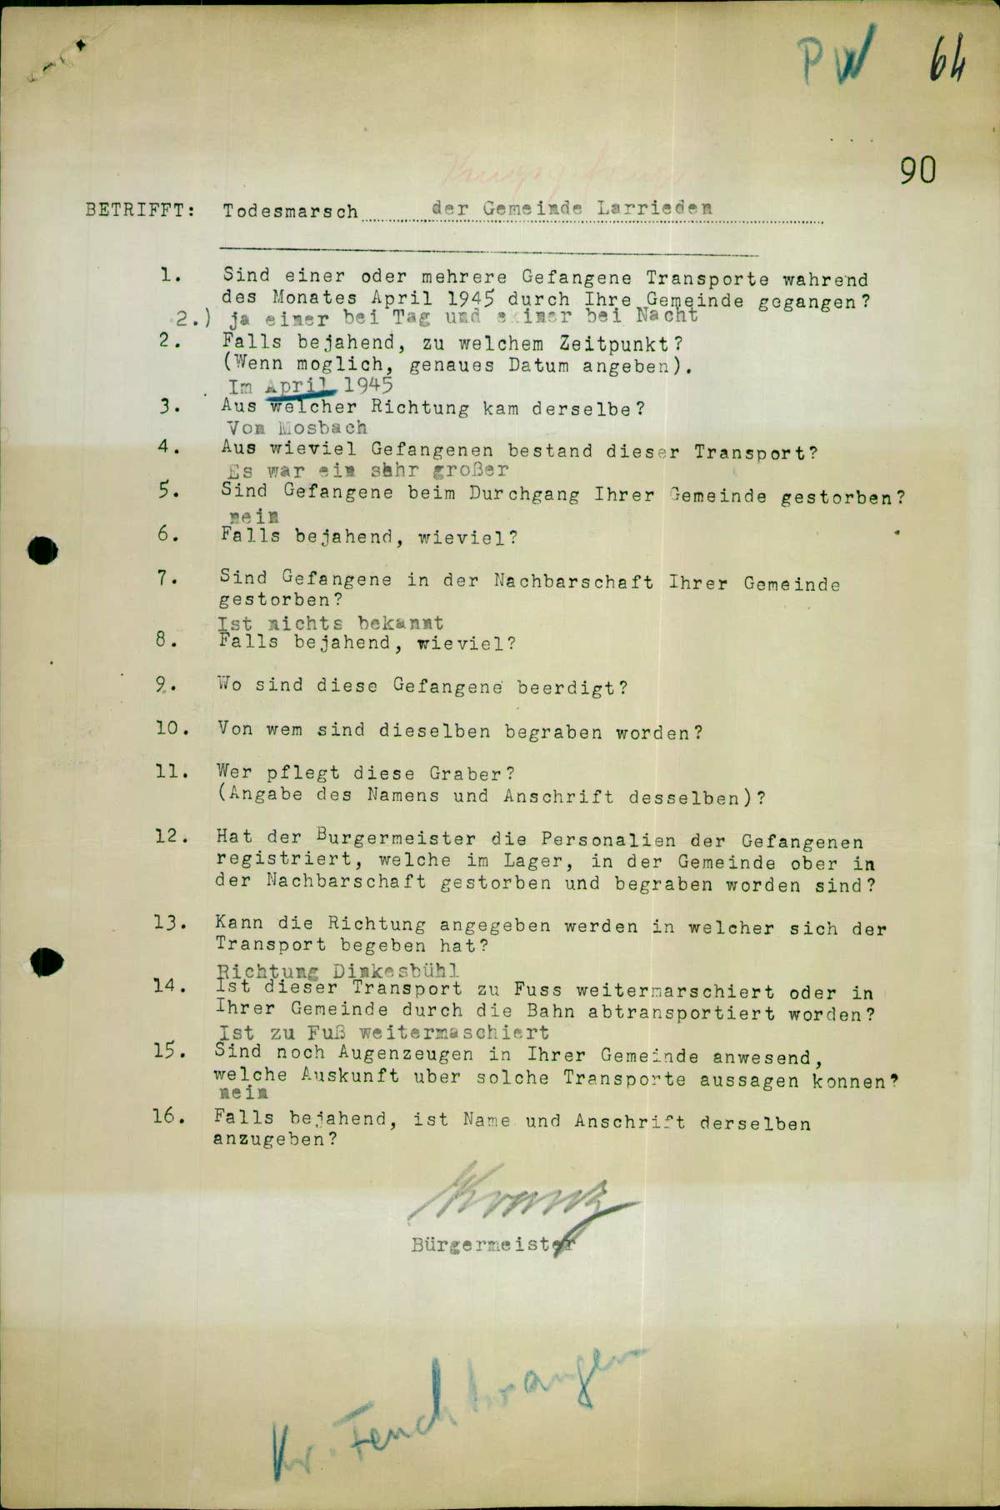 PW 64
90
BETRIFFT: Todesmarsch der Gemeinde Larrieden
1. Sind einer oder mehrere Gefangene Transporte wahrend
des Monates April 1945 durch Ihre Gemeinde gegangen?
2.) ja einer bei Tag und einer bei Nacht
2. Falls bejahend, zu welchem Zeitpunkt?
(Wenn moglich, genaues Datum angeben).
Im April 1945
3. Aus welcher Richtung kam derselbe?
Von Mosbach
4. Aus wieviel Gefangenen bestand dieser Transport?
Es war ein sehr großer
5. Sind Gefangene beim Durchgang Ihrer Gemeinde gestorben?
nein
6. Falls bejahend, wieviel?
7. Sind Gefangene in der Nachbarschaft Ihrer Gemeinde
gestorben?
Ist nichts bekannt
8. Falls bejahend, wieviel?
9. Wo sind diese Gefangene beerdigt?
10. Von wem sind dieselben begraben worden?
11. Wer pflegt diese Graber?
(Angabe des Namens und Anschrift desselben)?
12. Hat der Burgermeister die Personalien der Gefangenen
registriert, welche im Lager, in der Gemeinde ober in
der Nachbarschaft gestorben und begraben worden sind?
13. Kann die Richtung angegeben werden in welcher sich der
Transport begeben hat?
Richtung Dinkesbühl
14. Ist dieser Transport zu Fuss weitermarschiert oder in
Ihrer Gemeinde durch die Bahn abtransportiert worden?
Ist zu Fuß weitermaschiert
15. Sind noch Augenzeugen in Ihrer Gemeinde anwesend,
welche Auskunft uber solche Transporte aussagen konnen?
nein
16. Falls bejahend, ist Name und Anschrift derselben
anzugeben?
Bürgermeister
Kr. Feuchtwangen